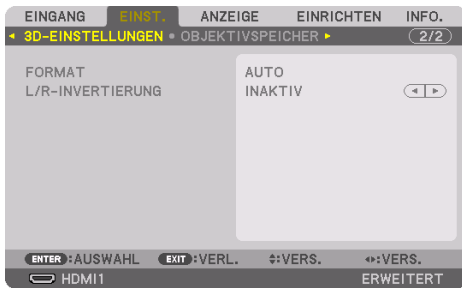 EINGANG EINST. ANZEIGE EINRICHTEN INFO.
3D-EINSTELLUNGEN • OBJEKTIVSPEICHER 2/2
FORMAT AUTO
L/R-INVERTIERUNG INAKTIV
ENTER:AUSWAHL EXIT:VERL. :VERS. :VERS.
HDMI1 ERWEITERT